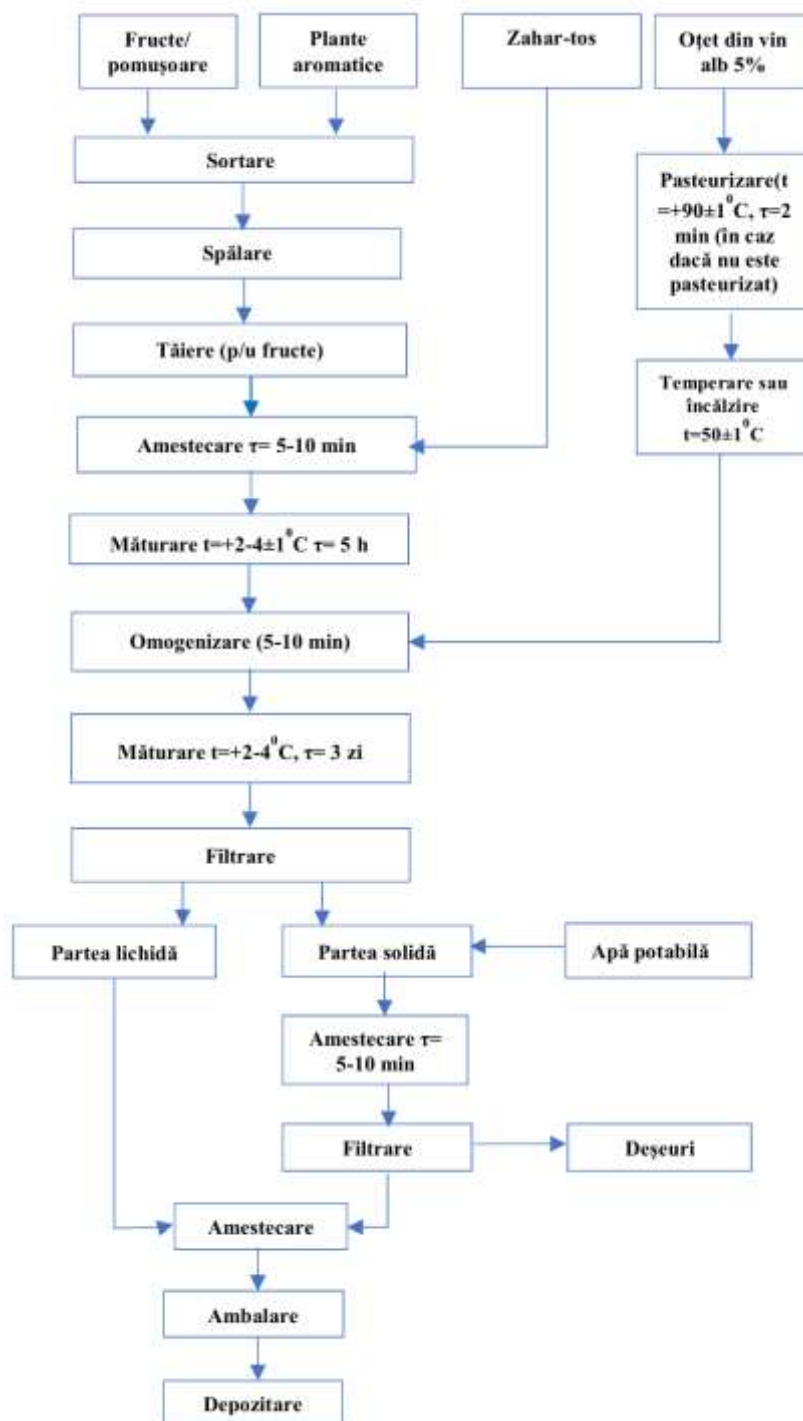 Fructe/
pomușoare
Plante
aromatice
Zahar-tos
Oțet din vin
alb 5%
Sortare
Pasteurizare(t
=+90±1⁰C, τ=2
min (în caz
dacă nu este
pasteurizat)
Spălare
Tăiere (p/u fructe)
Temperare sau
încălzire
t=50±1⁰C
Amestecare τ= 5-10 min
Măturare t=+2-4±1⁰C τ= 5 h
Omogenizare (5-10 min)
Măturare t=+2-4⁰C, τ= 3 zi
Filtrare
Partea lichidă
Partea solidă
Apă potabilă
Amestecare τ=
5-10 min
Filtrare
Deșeuri
Amestecare
Ambalare
Depozitare